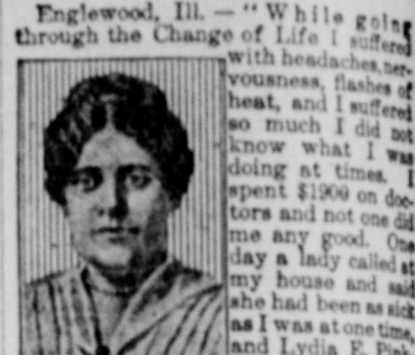 Englewood, Ill. — "While going
through the Change of Life I suffered
with headaches, ner-
vousness, flashes of
heat, and I suffered
so much I did not
know what I was
doing at times. I
spent $1900 on doc-
tors and not one did
me any good. One
day a lady called at
my house and said
she had been as sick
as I was at one time,
and Lydia E. Pink